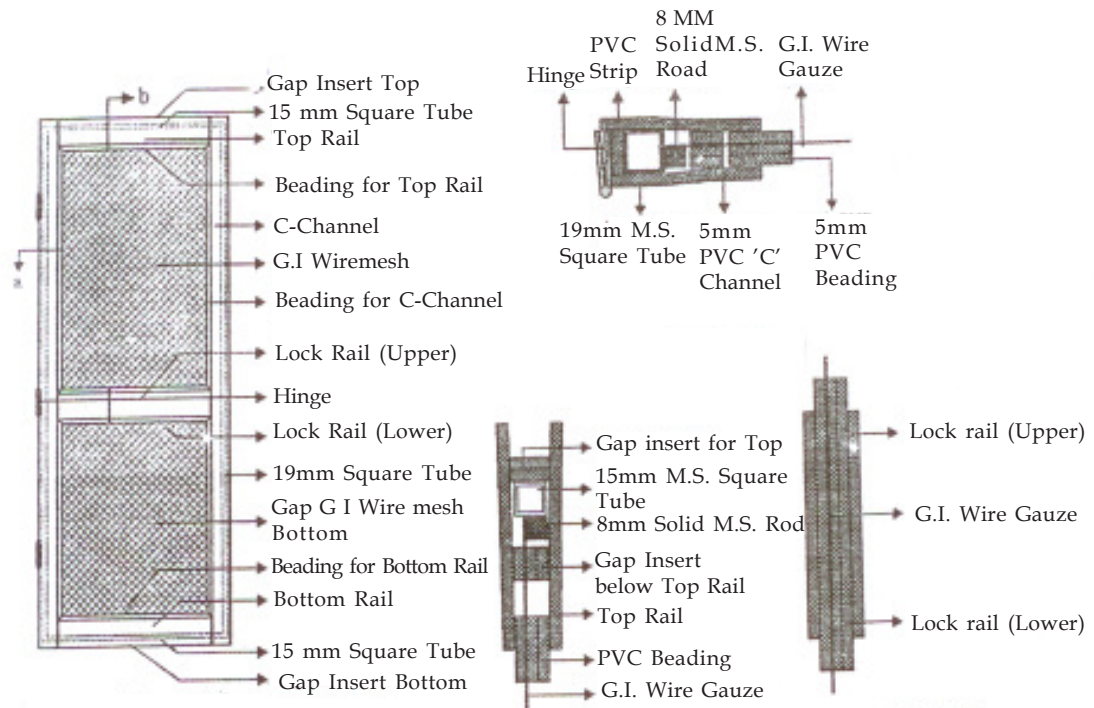 b
Gap Insert Top
15 mm Square Tube
Top Rail
Beading for Top Rail
C-Channel
G.I Wiremesh
Beading for C-Channel
Lock Rail (Upper)
Hinge
Lock Rail (Lower)
19mm Square Tube
Gap G I Wire mesh
Bottom
Beading for Bottom Rail
Bottom Rail
15 mm Square Tube
Gap Insert Bottom
Hinge
PVC
Strip
8 MM
SolidM.S.
Road
G.I. Wire
Gauze
19mm M.S.
Square Tube
5mm
PVC 'C'
Channel
5mm
PVC
Beading
Gap insert for Top
15mm M.S. Square
Tube
8mm Solid M.S. Rod
Gap Insert
below Top Rail
Top Rail
PVC Beading
G.I. Wire Gauze
Lock rail (Upper)
G.I. Wire Gauze
Lock rail (Lower)